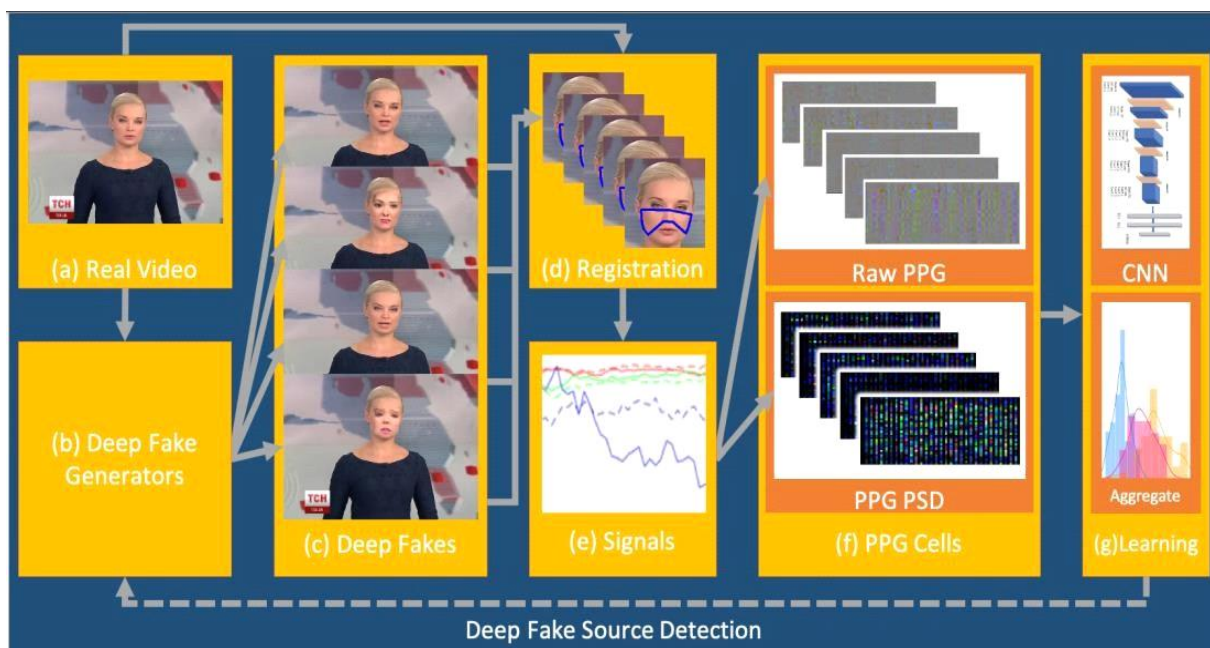 TCH
(a) Real Video
(b) Deep Fake
Generators
TCH
(c) Deep Fakes
(d) Registration
(e) Signals
Raw PPG
PPG PSD
(f) PPG Cells
CNN
Aggregate
(g)Learning
Deep Fake Source Detection